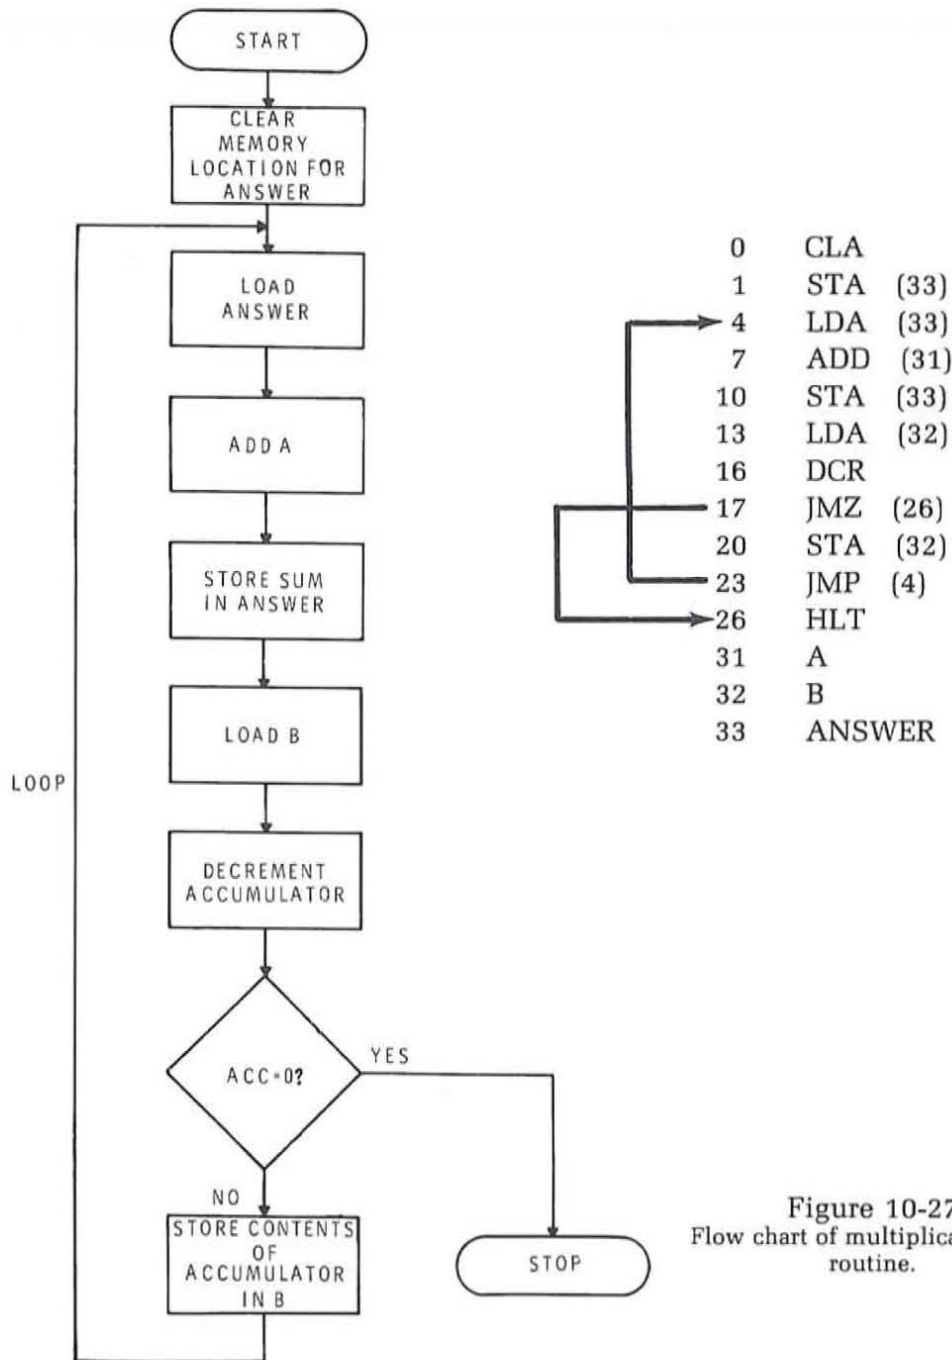 START
CLEAR
MEMORY
LOCATION FOR
ANSWER
LOAD
ANSWER
ADD A
STORE SUM
IN ANSWER
LOAD B
LOOP
DECREMENT
ACCUMULATOR
ACC=0?
YES
NO
STORE CONTENTS
OF
ACCUMULATOR
IN B
STOP
0 CLA
1 STA (33)
4 LDA (33)
7 ADD (31)
10 STA (33)
13 LDA (32)
16 DCR
17 JMZ (26)
20 STA (32)
23 JMP (4)
26 HLT
31 A
32 B
33 ANSWER
Figure 10-27
Flow chart of multiplica
routine.